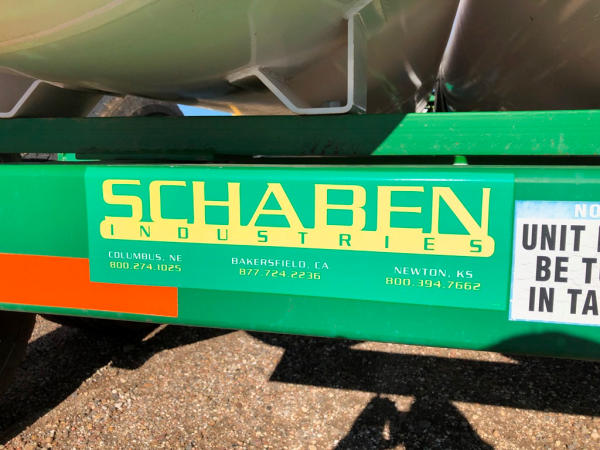 SCHABEN
INDUSTRIES
COLUMBUS, NE
800.274.1025
BAKERSFIELD, CA
877.724.2236
NEWTON, KS
800.394.7662
NO
UNIT
BE
IN